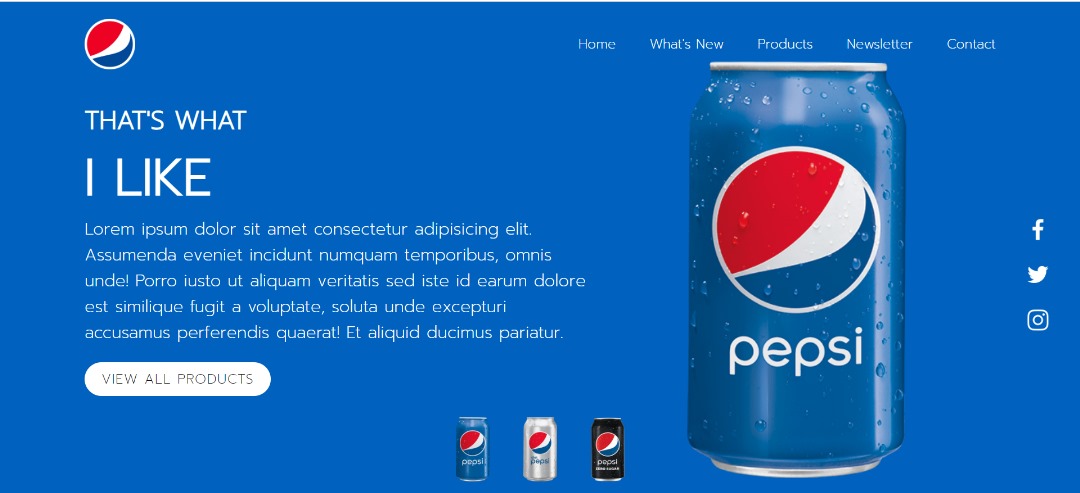 Home What's New Products Newsletter Contact
THAT'S WHAT
I LIKE
Lorem ipsum dolor sit amet consectetur adipisicing elit.
Assumenda eveniet incidunt numquam temporibus, omnis
unde! Porro iusto ut aliquam veritatis sed iste id earum dolore
est similique fugit a voluptate, soluta unde excepturi
accusamus perferendis quaerat! Et aliquid ducimus pariatur.
VIEW ALL PRODUCTS
pepsi
pepsi
pepsi
pepsi
ZERO SUGAR